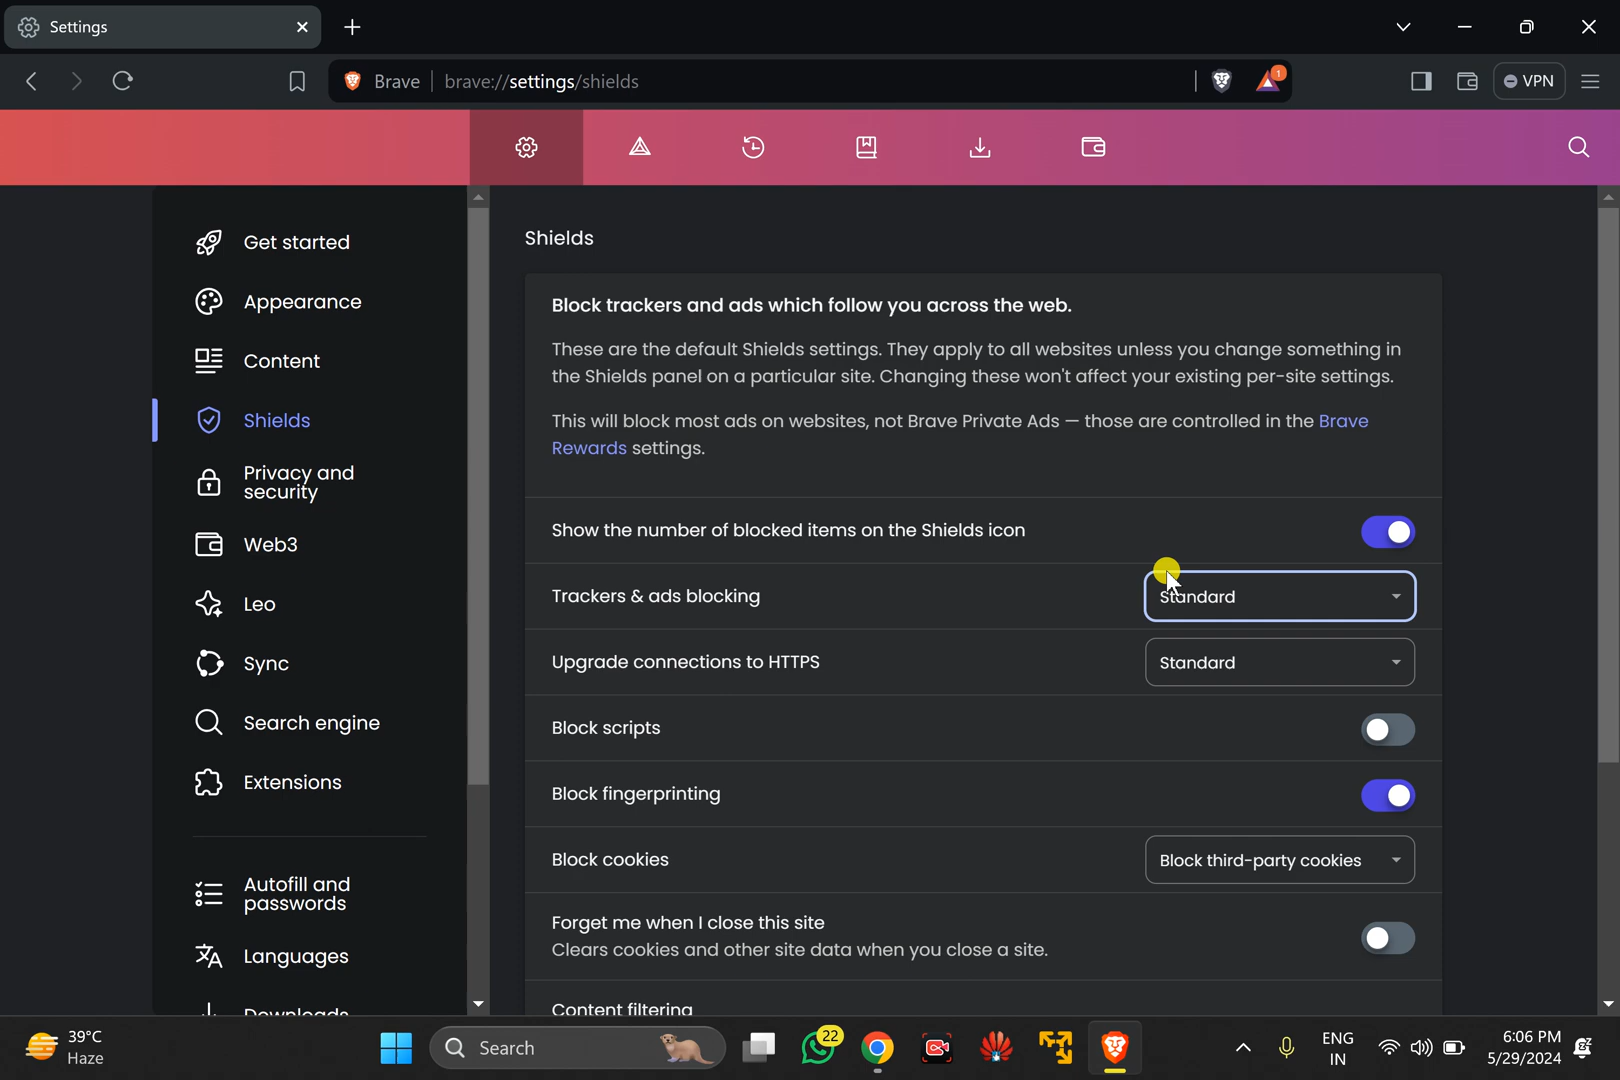 Settings
Brave
brave://settings/shields
1
VPN
Get started
Appearance
Content
Shields
Privacy and
security
Web3
Leo
Sync
Search engine
Extensions
Autofill and
passwords
Languages
Downloads
Shields
Block trackers and ads which follow you across the web.
These are the default Shields settings. They apply to all websites unless you change something in
the Shields panel on a particular site. Changing these won't affect your existing per-site settings.
This will block most ads on websites, not Brave Private Ads — those are controlled in the Brave
Rewards settings.
Show the number of blocked items on the Shields icon
Trackers & ads blocking
Standard
Upgrade connections to HTTPS
Standard
Block scripts
Block fingerprinting
Block cookies
Block third-party cookies
Forget me when I close this site
Clears cookies and other site data when you close a site.
Content filtering
39°C
Haze
Search
22
ENG
IN
6:06 PM
5/29/2024